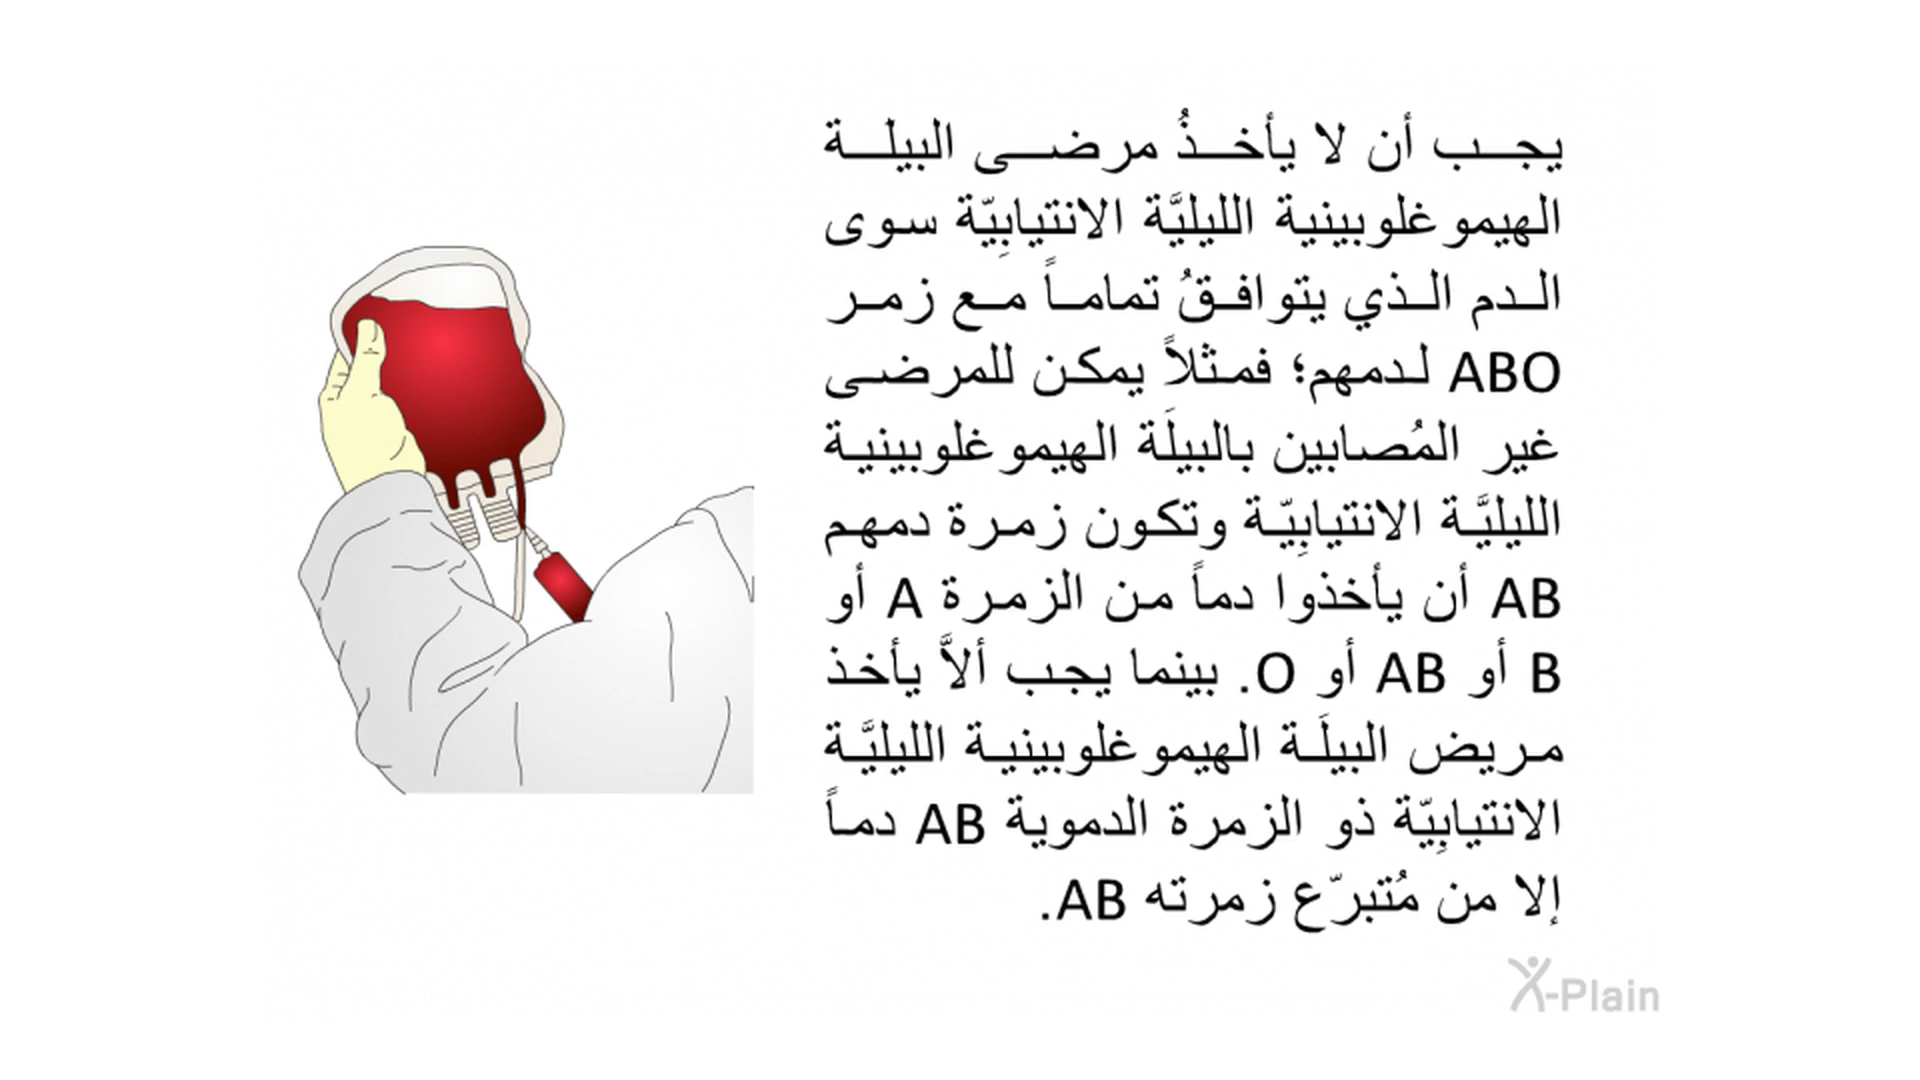 يجب أن لا يأخذُ مرضى البيلة
الهيموغلوبينية الليليَّة الانتيابِيّة سوى
الدم الذي يتوافقُ تماماً مع زمر
ABO لدمهم؛ فمثلاً يمكن للمرضى
غير المُصابين بالبيلَة الهيموغلوبينية
الليليَّة الانتيابِيّة وتكون زمرة دمهم
AB أن يأخذوا دماً من الزمرة A أو
B أو AB أو O. بينما يجب ألاَّ يأخذ
مريض البيلَة الهيموغلوبينية الليليَّة
الانتيابِيّة ذو الزمرة الدموية AB دماً
إلا من مُتبرّع زمرته AB.
X-Plain